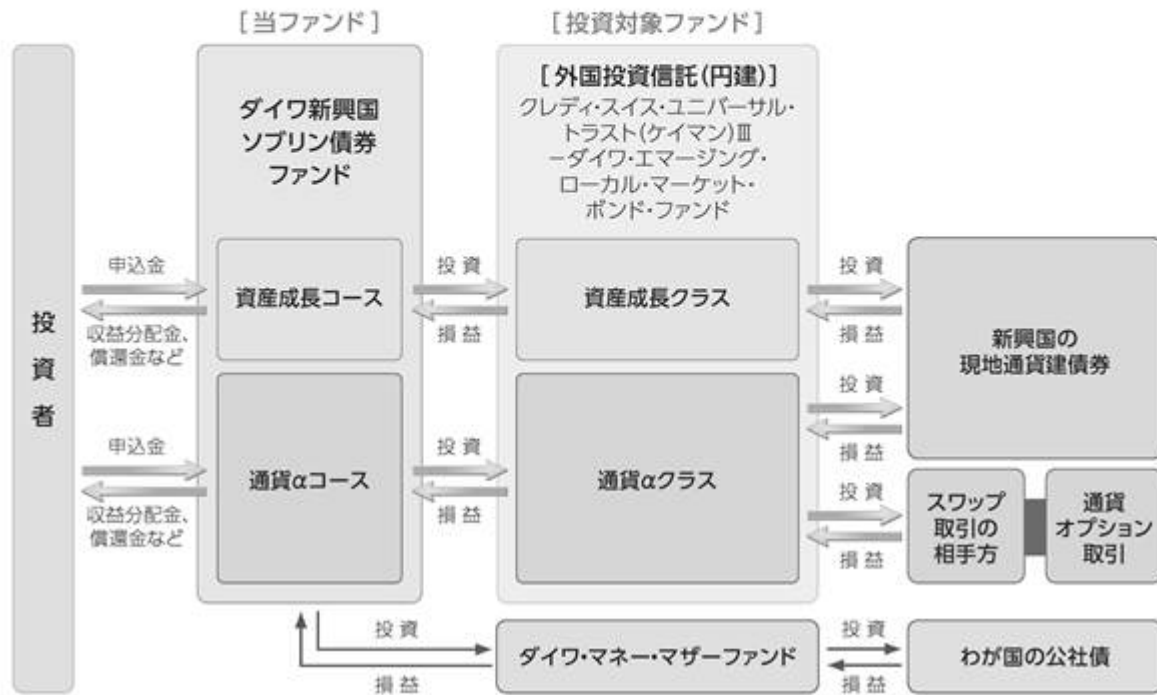 [当ファンド]
[投資対象ファンド]
投資者
申込金
収益分配金、
償還金など
申込金
収益分配金、
償還金など
ダイワ新興国
ソブリン債券
ファンド
資産成長コース
通貨αコース
投資
損益
投資
損益
[外国投資信託(円建)]
クレディ・スイス・ユニバーサル・
トラスト(ケイマン)Ⅲ
－ダイワ・エマージング・
ローカル・マーケット・
ボンド・ファンド
資産成長クラス
通貨αクラス
投資
損益
投資
損益
投資
損益
新興国の
現地通貨建債券
スワップ
取引の
相手方
通貨
オプション
取引
投資
損益
ダイワ・マネー・マザーファンド
投資
損益
わが国の公社債